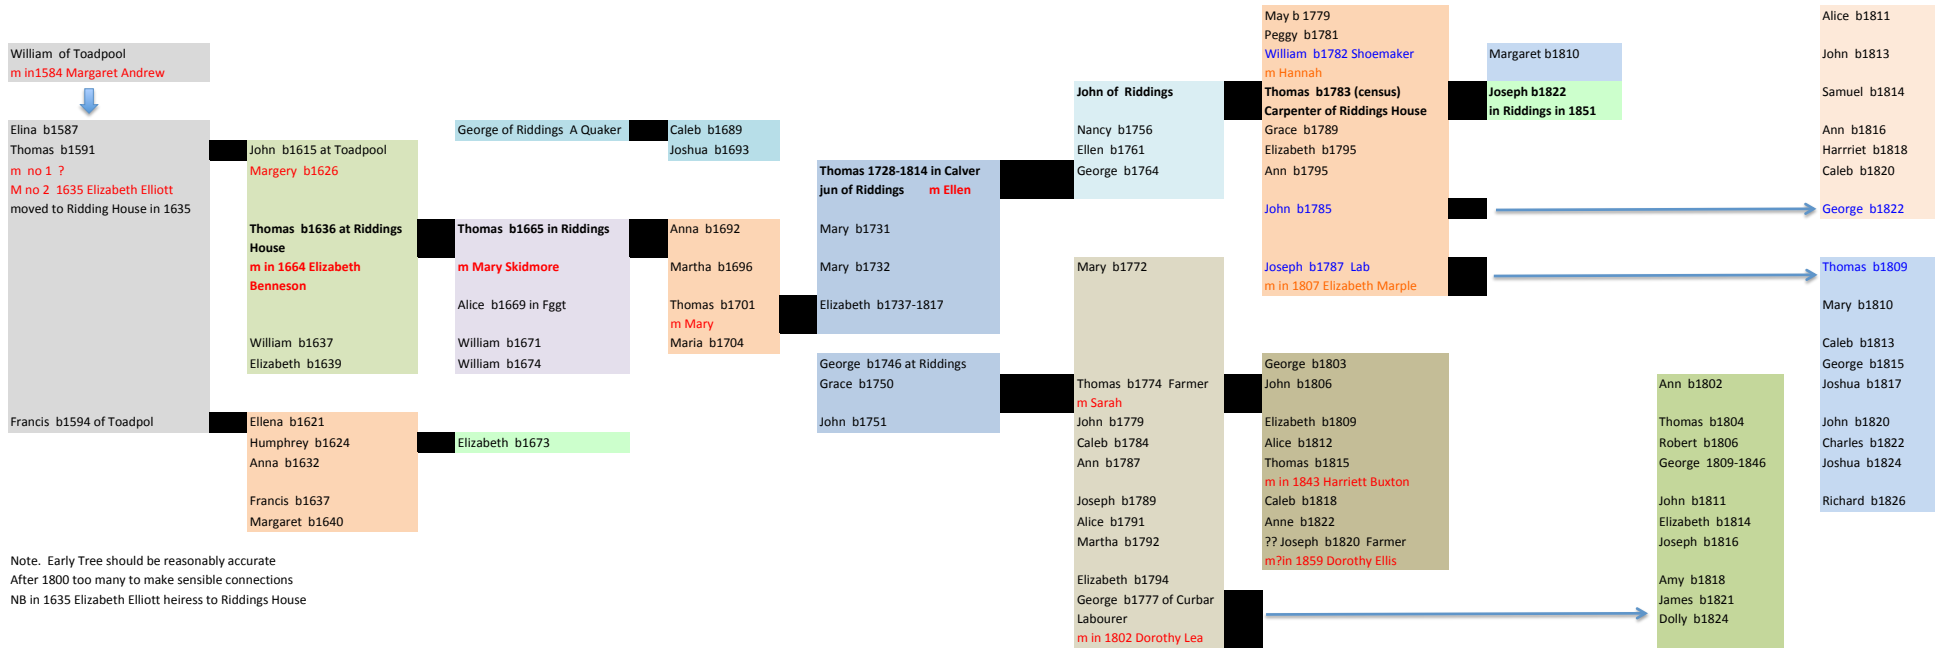 William of Toadpool
m in1584 Margaret Andrew
Elina b1587
Thomas b1591
m no 1 ?
M no 2 1635 Elizabeth Elliott
moved to Ridding House in 1635
Francis b1594 of Toadpol
Note. Early Tree should be reasonably accurate
After 1800 too many to make sensible connections
NB in 1635 Elizabeth Elliott heiress to Riddings House
John b1615 at Toadpool
Margery b1626
Thomas b1636 at Riddings
House
m in 1664 Elizabeth
Benneson
William b1637
Elizabeth b1639
Ellena b1621
Humphrey b1624
Anna b1632
Francis b1637
Margaret b1640
George of Riddings A Quaker
Thomas b1665 in Riddings
m Mary Skidmore
Alice b1669 in Fggt
William b1671
William b1674
Elizabeth b1673
Caleb b1689
Joshua b1693
Anna b1692
Martha b1696
Thomas b1701
m Mary
Maria b1704
Thomas 1728-1814 in Calver
jun of Riddings m Ellen
Mary b1731
Mary b1732
Elizabeth b1737-1817
George b1746 at Riddings
Grace b1750
John b1751
John of Riddings
Nancy b1756
Ellen b1761
George b1764
Mary b1772
Thomas b1774 Farmer
m Sarah
John b1779
Caleb b1784
Ann b1787
Joseph b1789
Alice b1791
Martha b1792
Elizabeth b1794
George b1777 of Curbar
Labourer
m in 1802 Dorothy Lea
May b 1779
Peggy b1781
William b1782 Shoemaker
m Hannah
Thomas b1783 (census)
Carpenter of Riddings House
Grace b1789
Elizabeth b1795
Ann b1795
John b1785
Joseph b1787 Lab
m in 1807 Elizabeth Marple
George b1803
John b1806
Elizabeth b1809
Alice b1812
Thomas b1815
m in 1843 Harriett Buxton
Caleb b1818
Anne b1822
?? Joseph b1820 Farmer
m?in 1859 Dorothy Ellis
Margaret b1810
Joseph b1822
in Riddings in 1851
Ann b1802
Thomas b1804
Robert b1806
George 1809-1846
John b1811
Elizabeth b1814
Joseph b1816
Amy b1818
James b1821
Dolly b1824
Alice b1811
John b1813
Samuel b1814
Ann b1816
Harrriet b1818
Caleb b1820
George b1822
Thomas b1809
Mary b1810
Caleb b1813
George b1815
Joshua b1817
John b1820
Charles b1822
Joshua b1824
Richard b1826